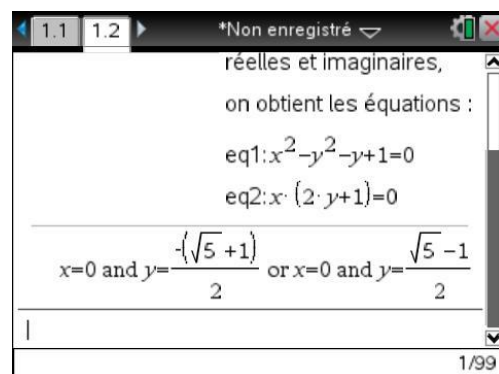 1.1 1.2 *Non enregistré
réelles et imaginaires,
on obtient les équations :
eq1:x²−y²−y+1=0
eq2:x·(2·y+1)=0
x=0 and y=-(√5+1)/2 or x=0 and y=(√5−1)/2
1/99